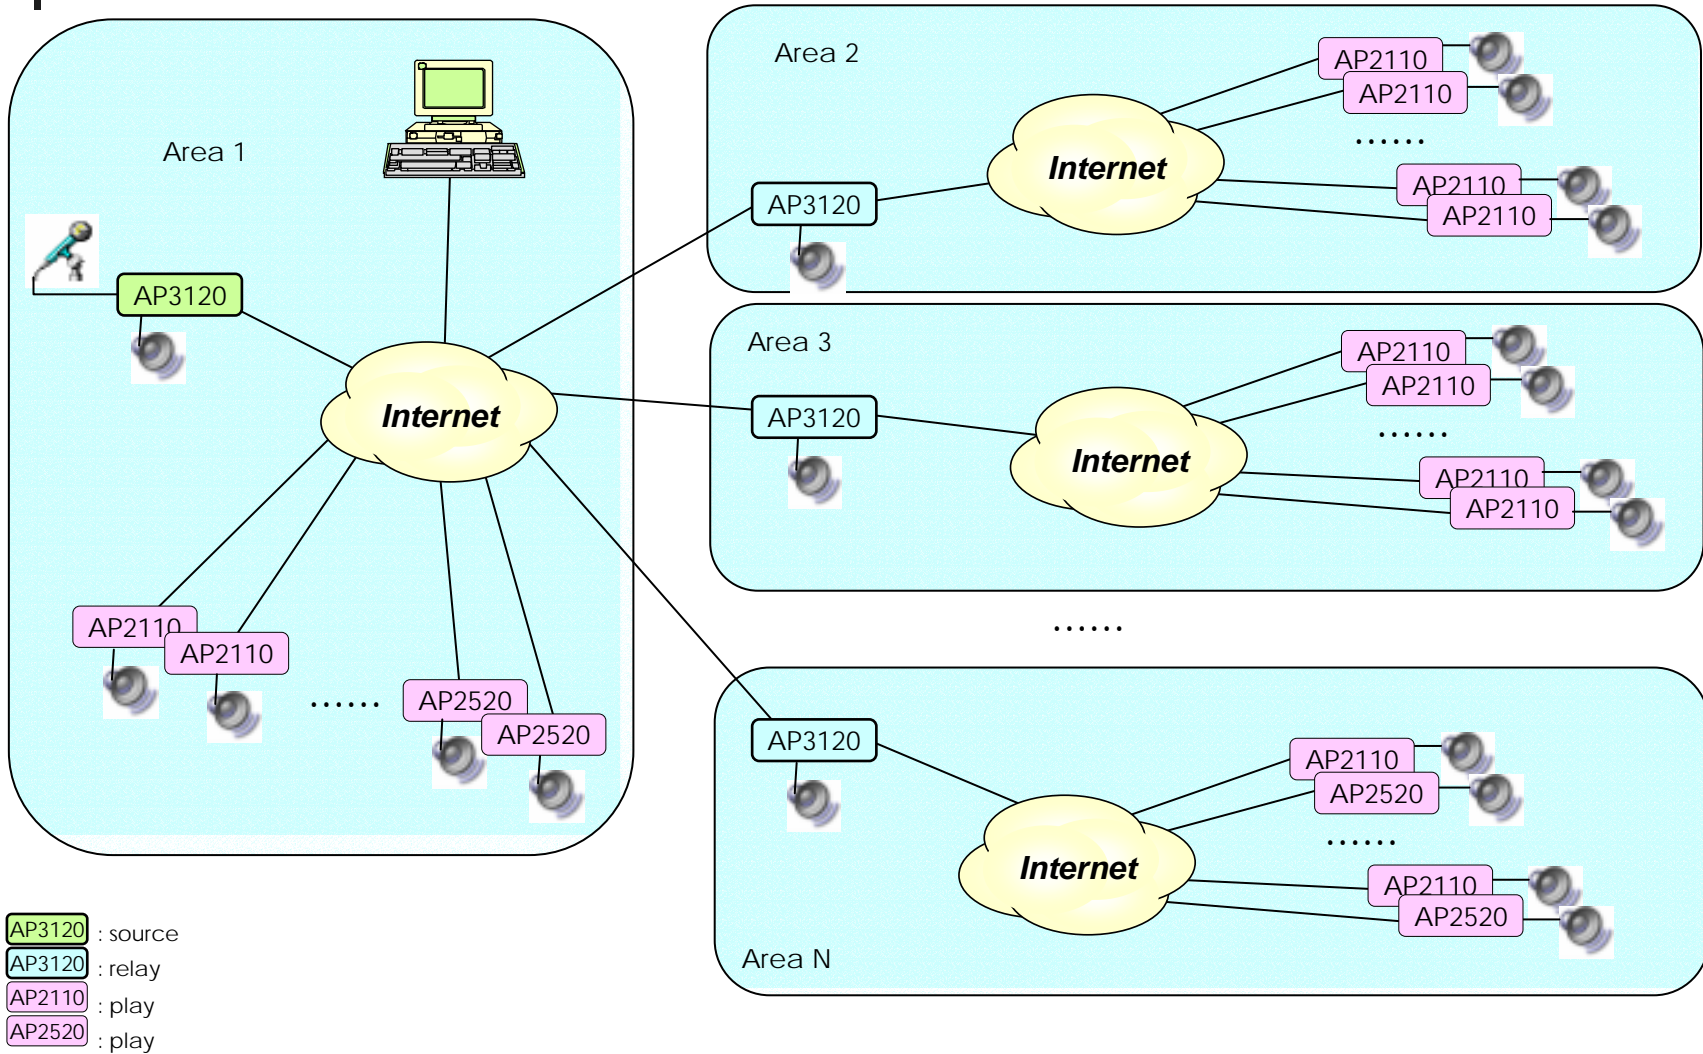 Area 1
AP3120
Internet
AP2110
AP2110
......
AP2520
AP2520
Area 2
AP3120
Internet
AP2110
AP2110
......
AP2110
AP2110
Area 3
AP3120
Internet
AP2110
AP2110
......
AP2110
AP2110
......
AP3120
Internet
AP2110
AP2520
......
AP2110
AP2520
Area N
AP3120 : source
AP3120 : relay
AP2110 : play
AP2520 : play